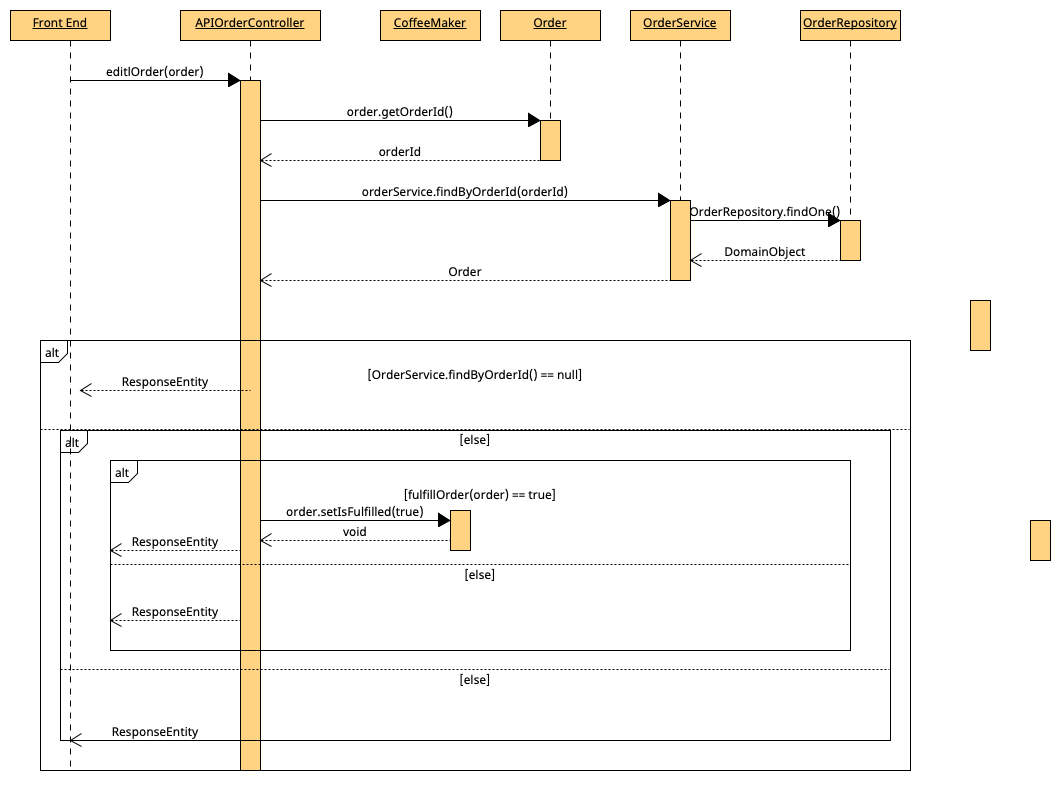 Front End
APIOrderController
CoffeeMaker
Order
OrderService
OrderRepository
editlOrder(order)
order.getOrderId()
orderId
orderService.findByOrderId(orderId)
OrderRepository.findOne()
DomainObject
Order
alt
[OrderService.findByOrderId() == null]
ResponseEntity
alt
[else]
alt
[fulfillOrder(order) == true]
order.setIsFulfilled(true)
void
ResponseEntity
[else]
ResponseEntity
[else]
ResponseEntity